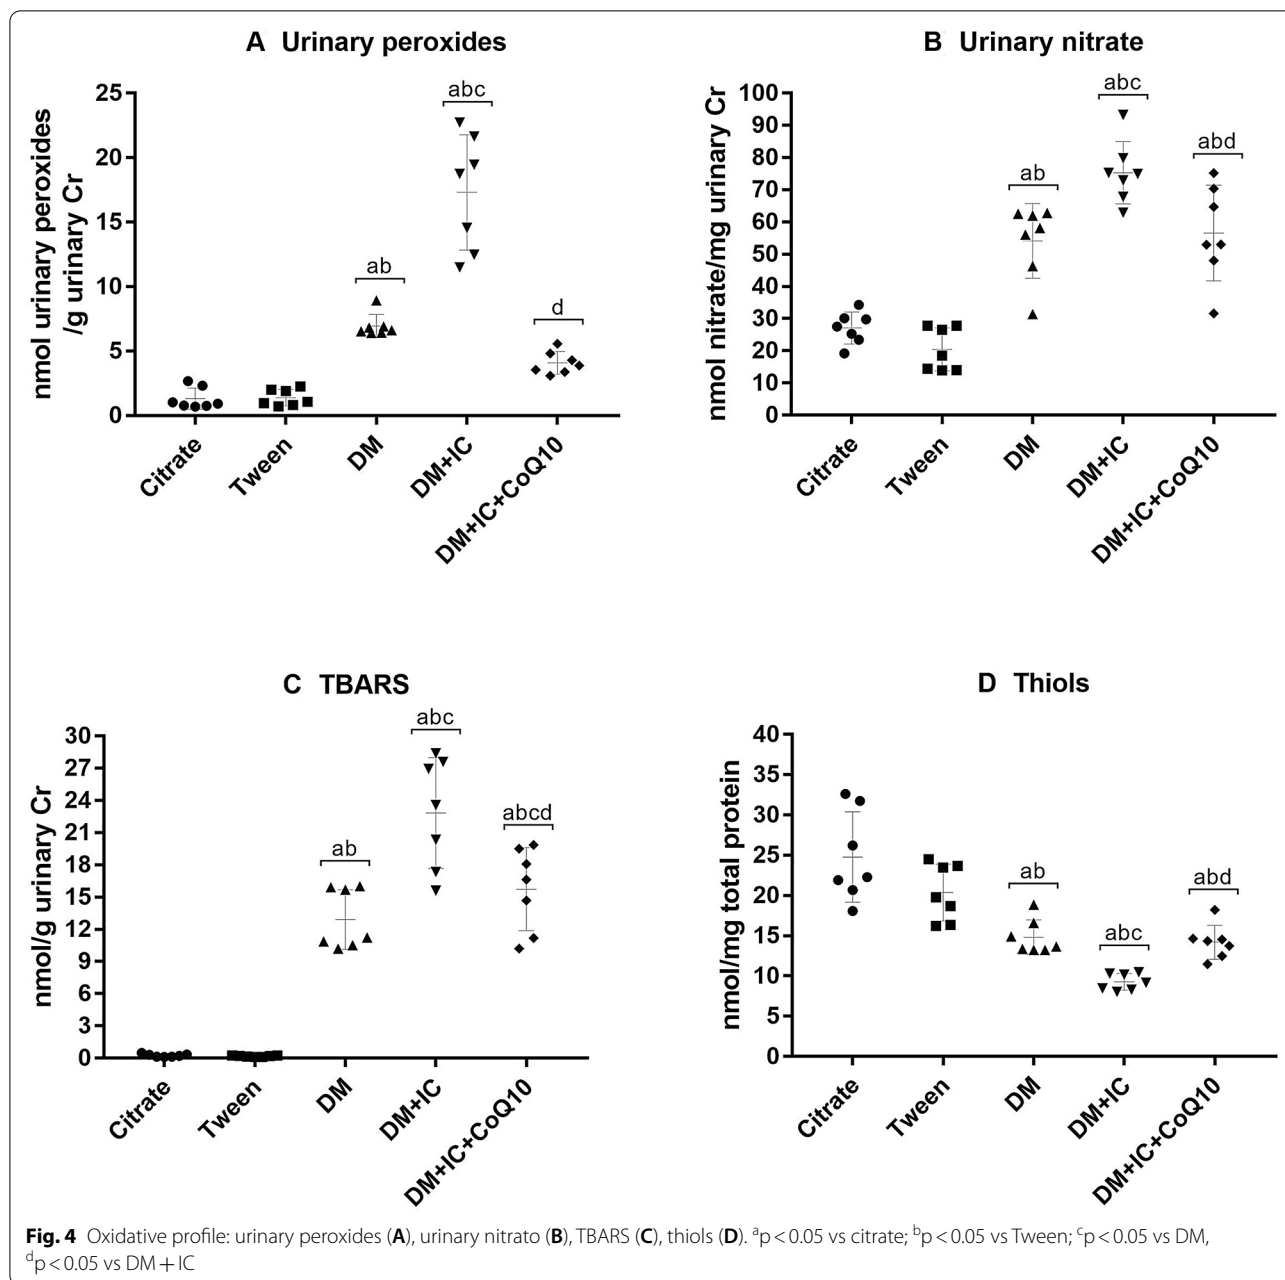 A Urinary peroxides
nmol urinary peroxides
/g urinary Cr
25
20
15
10
5
0
abc
ab
d
Citrate
Tween
DM
DM+IC
DM+IC+CoQ10
B Urinary nitrate
nmol nitrate/mg urinary Cr
100
90
80
70
60
50
40
30
20
10
0
abc
abd
ab
Citrate
Tween
DM
DM+IC
DM+IC+CoQ10
C TBARS
nmol/g urinary Cr
30
27
24
21
18
15
12
9
6
3
0
abc
abcd
ab
Citrate
Tween
DM
DM+IC
DM+IC+CoQ10
D Thiols
nmol/mg total protein
40
35
30
25
20
15
10
5
0
ab
abd
abc
Citrate
Tween
DM
DM+IC
DM+IC+CoQ10
Fig. 4 Oxidative profile: urinary peroxides (A), urinary nitrato (B), TBARS (C), thiols (D). ᵃp < 0.05 vs citrate; ᵇp < 0.05 vs Tween; ᶜp < 0.05 vs DM,
ᵈp < 0.05 vs DM + IC